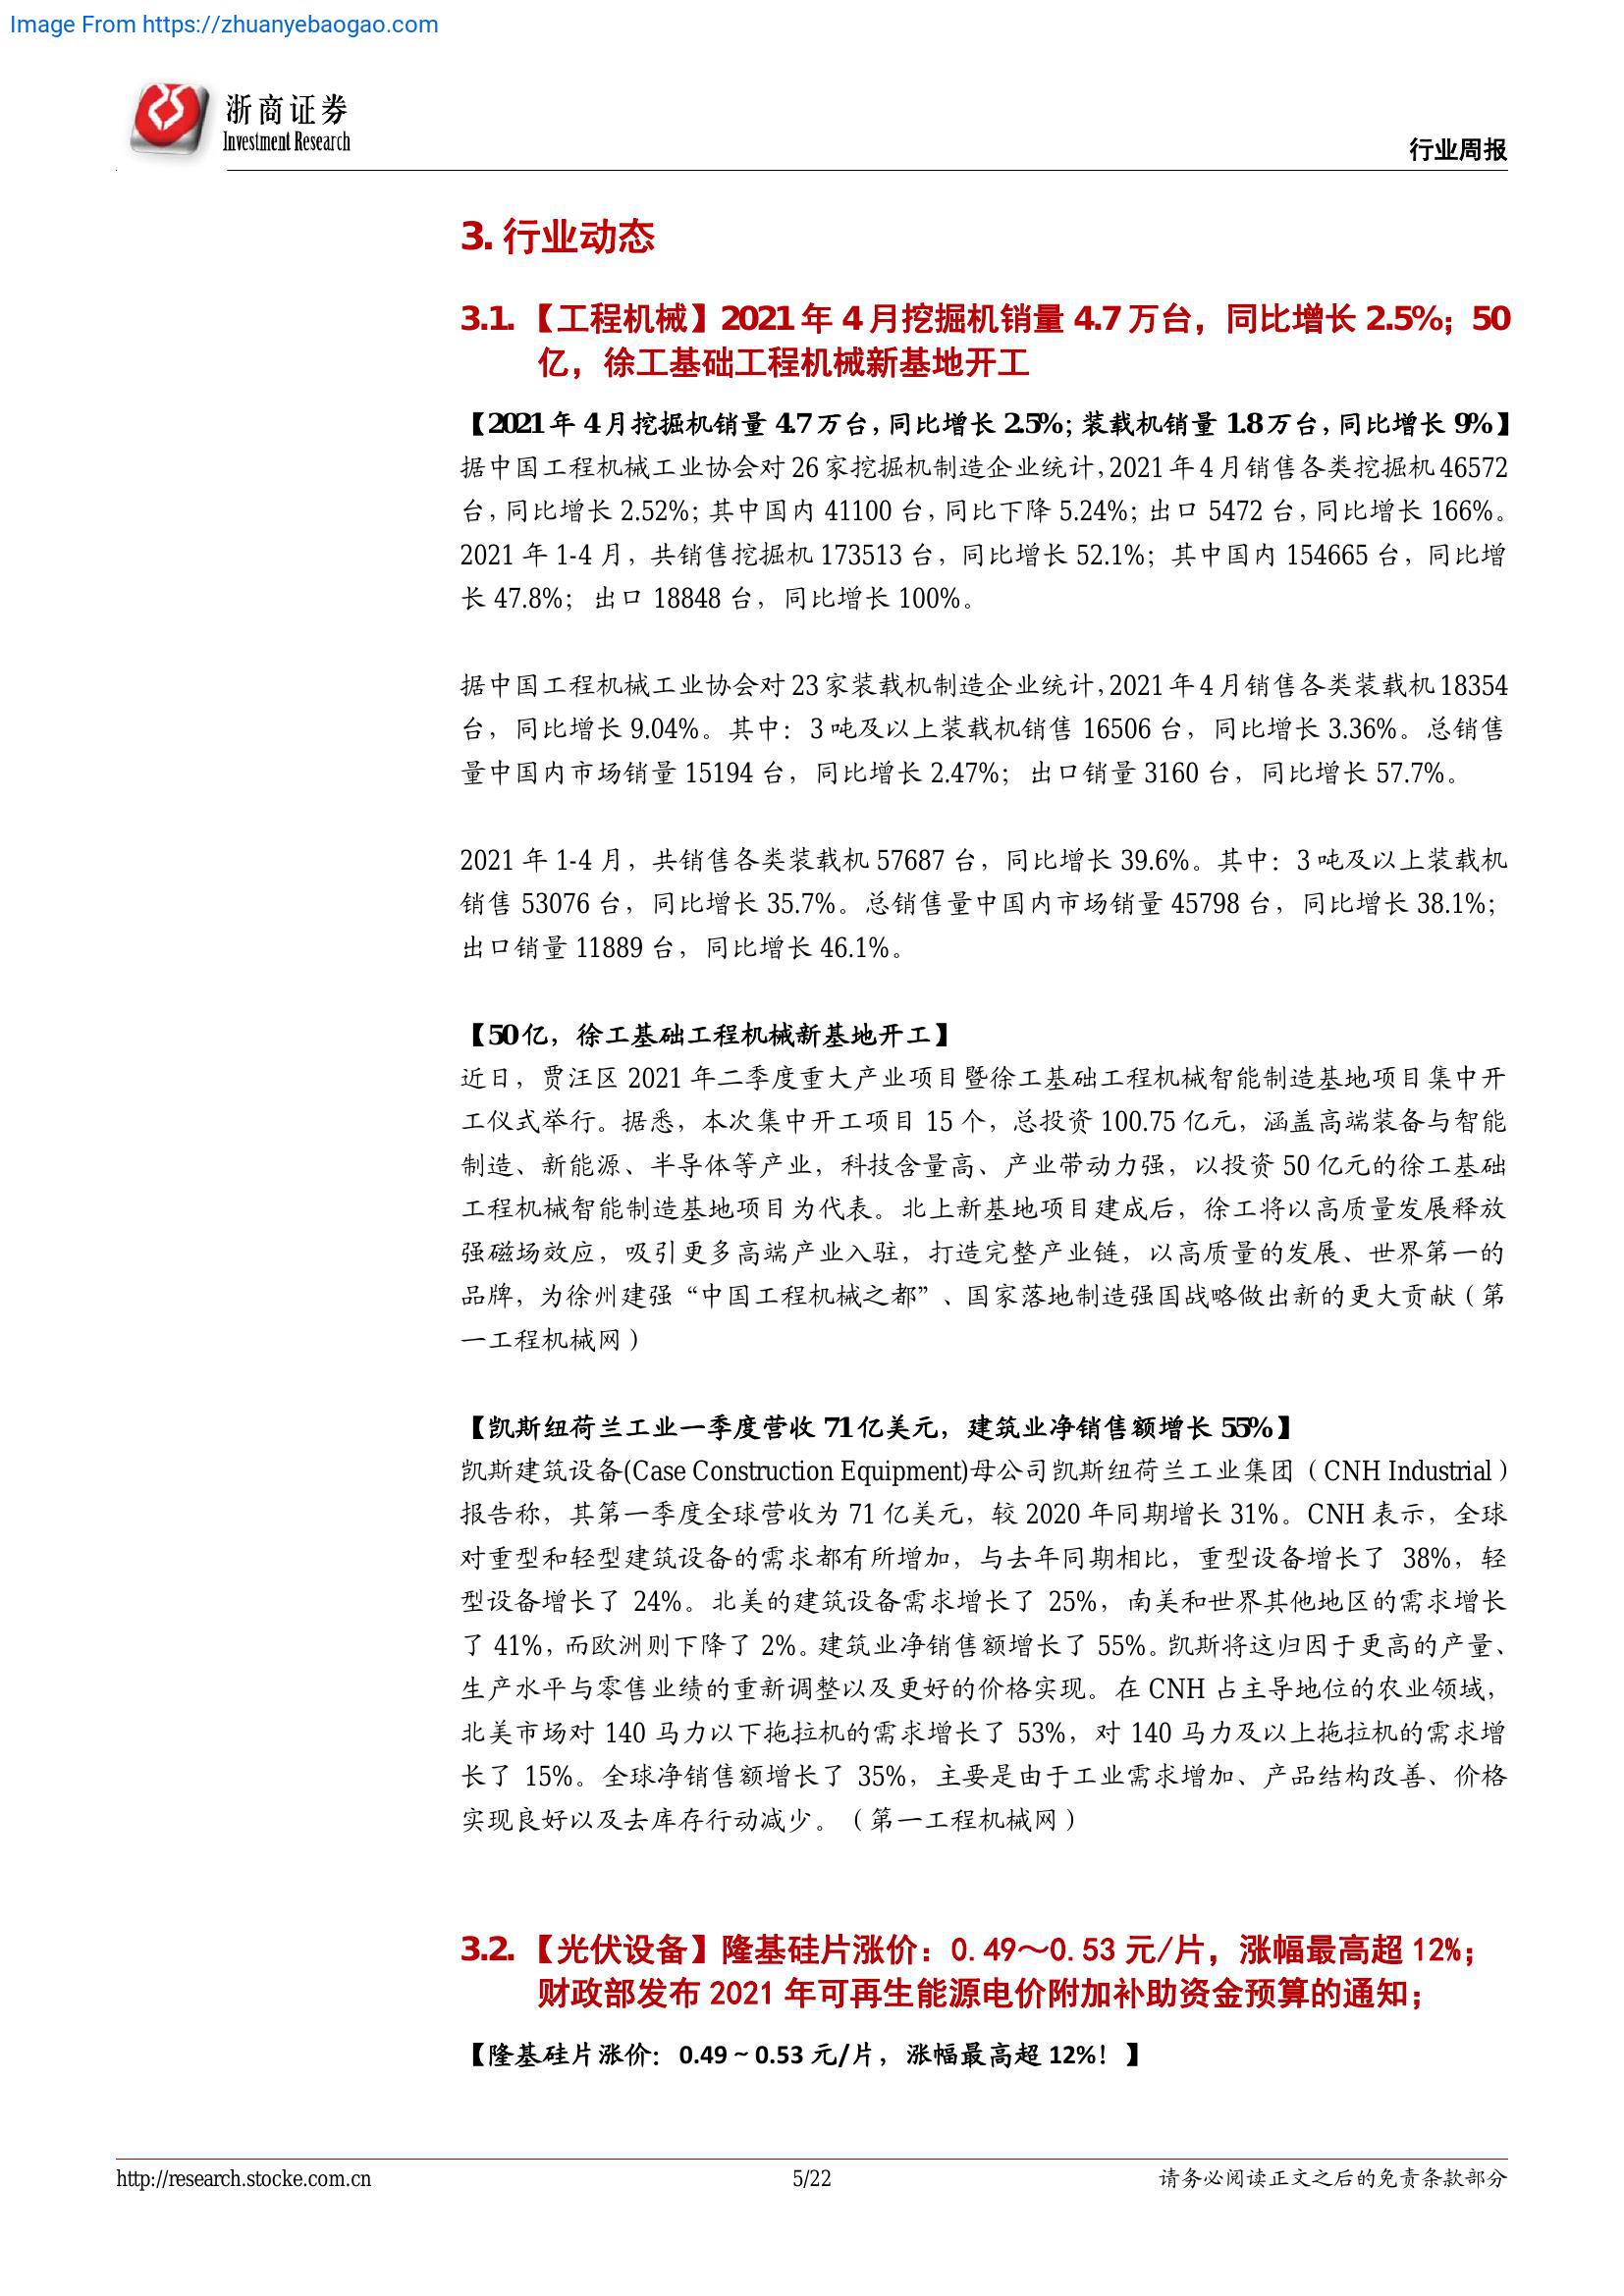 Image From https://zhuanyebaogao.com
浙商证券
Investment Research
行业周报
3. 行业动态
3.1. 【工程机械】2021 年 4 月挖掘机销量 4.7 万台，同比增长 2.5%；50
亿，徐工基础工程机械新基地开工
【2021 年 4 月挖掘机销量 4.7 万台，同比增长 2.5%；装载机销量 1.8 万台，同比增长 9%】
据中国工程机械工业协会对 26 家挖掘机制造企业统计，2021 年 4 月销售各类挖掘机 46572
台，同比增长 2.52%；其中国内 41100 台，同比下降 5.24%；出口 5472 台，同比增长 166%。
2021 年 1-4 月，共销售挖掘机 173513 台，同比增长 52.1%；其中国内 154665 台，同比增
长 47.8%；出口 18848 台，同比增长 100%。
据中国工程机械工业协会对 23 家装载机制造企业统计，2021 年 4 月销售各类装载机 18354
台，同比增长 9.04%。其中：3 吨及以上装载机销售 16506 台，同比增长 3.36%。总销售
量中国内市场销量 15194 台，同比增长 2.47%；出口销量 3160 台，同比增长 57.7%。
2021 年 1-4 月，共销售各类装载机 57687 台，同比增长 39.6%。其中：3 吨及以上装载机
销售 53076 台，同比增长 35.7%。总销售量中国内市场销量 45798 台，同比增长 38.1%；
出口销量 11889 台，同比增长 46.1%。
【50 亿，徐工基础工程机械新基地开工】
近日，贾汪区 2021 年二季度重大产业项目暨徐工基础工程机械智能制造基地项目集中开
工仪式举行。据悉，本次集中开工项目 15 个，总投资 100.75 亿元，涵盖高端装备与智能
制造、新能源、半导体等产业，科技含量高、产业带动力强，以投资 50 亿元的徐工基础
工程机械智能制造基地项目为代表。北上新基地项目建成后，徐工将以高质量发展释放
强磁场效应，吸引更多高端产业入驻，打造完整产业链，以高质量的发展、世界第一的
品牌，为徐州建强“中国工程机械之都”、国家落地制造强国战略做出新的更大贡献（第
一工程机械网）
【凯斯纽荷兰工业一季度营收 71 亿美元，建筑业净销售额增长 55%】
凯斯建筑设备(Case Construction Equipment)母公司凯斯纽荷兰工业集团（CNH Industrial）
报告称，其第一季度全球营收为 71 亿美元，较 2020 年同期增长 31%。CNH 表示，全球
对重型和轻型建筑设备的需求都有所增加，与去年同期相比，重型设备增长了 38%，轻
型设备增长了 24%。北美的建筑设备需求增长了 25%，南美和世界其他地区的需求增长
了 41%，而欧洲则下降了 2%。建筑业净销售额增长了 55%。凯斯将这归因于更高的产量、
生产水平与零售业绩的重新调整以及更好的价格实现。在 CNH 占主导地位的农业领域，
北美市场对 140 马力以下拖拉机的需求增长了 53%，对 140 马力及以上拖拉机的需求增
长了 15%。全球净销售额增长了 35%，主要是由于工业需求增加、产品结构改善、价格
实现良好以及去库存行动减少。（第一工程机械网）
3.2. 【光伏设备】隆基硅片涨价：0.49～0.53 元/片，涨幅最高超 12%；
财政部发布 2021 年可再生能源电价附加补助资金预算的通知；
【隆基硅片涨价：0.49～0.53 元/片，涨幅最高超 12%！】
http://research.stocke.com.cn
5/22
请务必阅读正文之后的免责条款部分